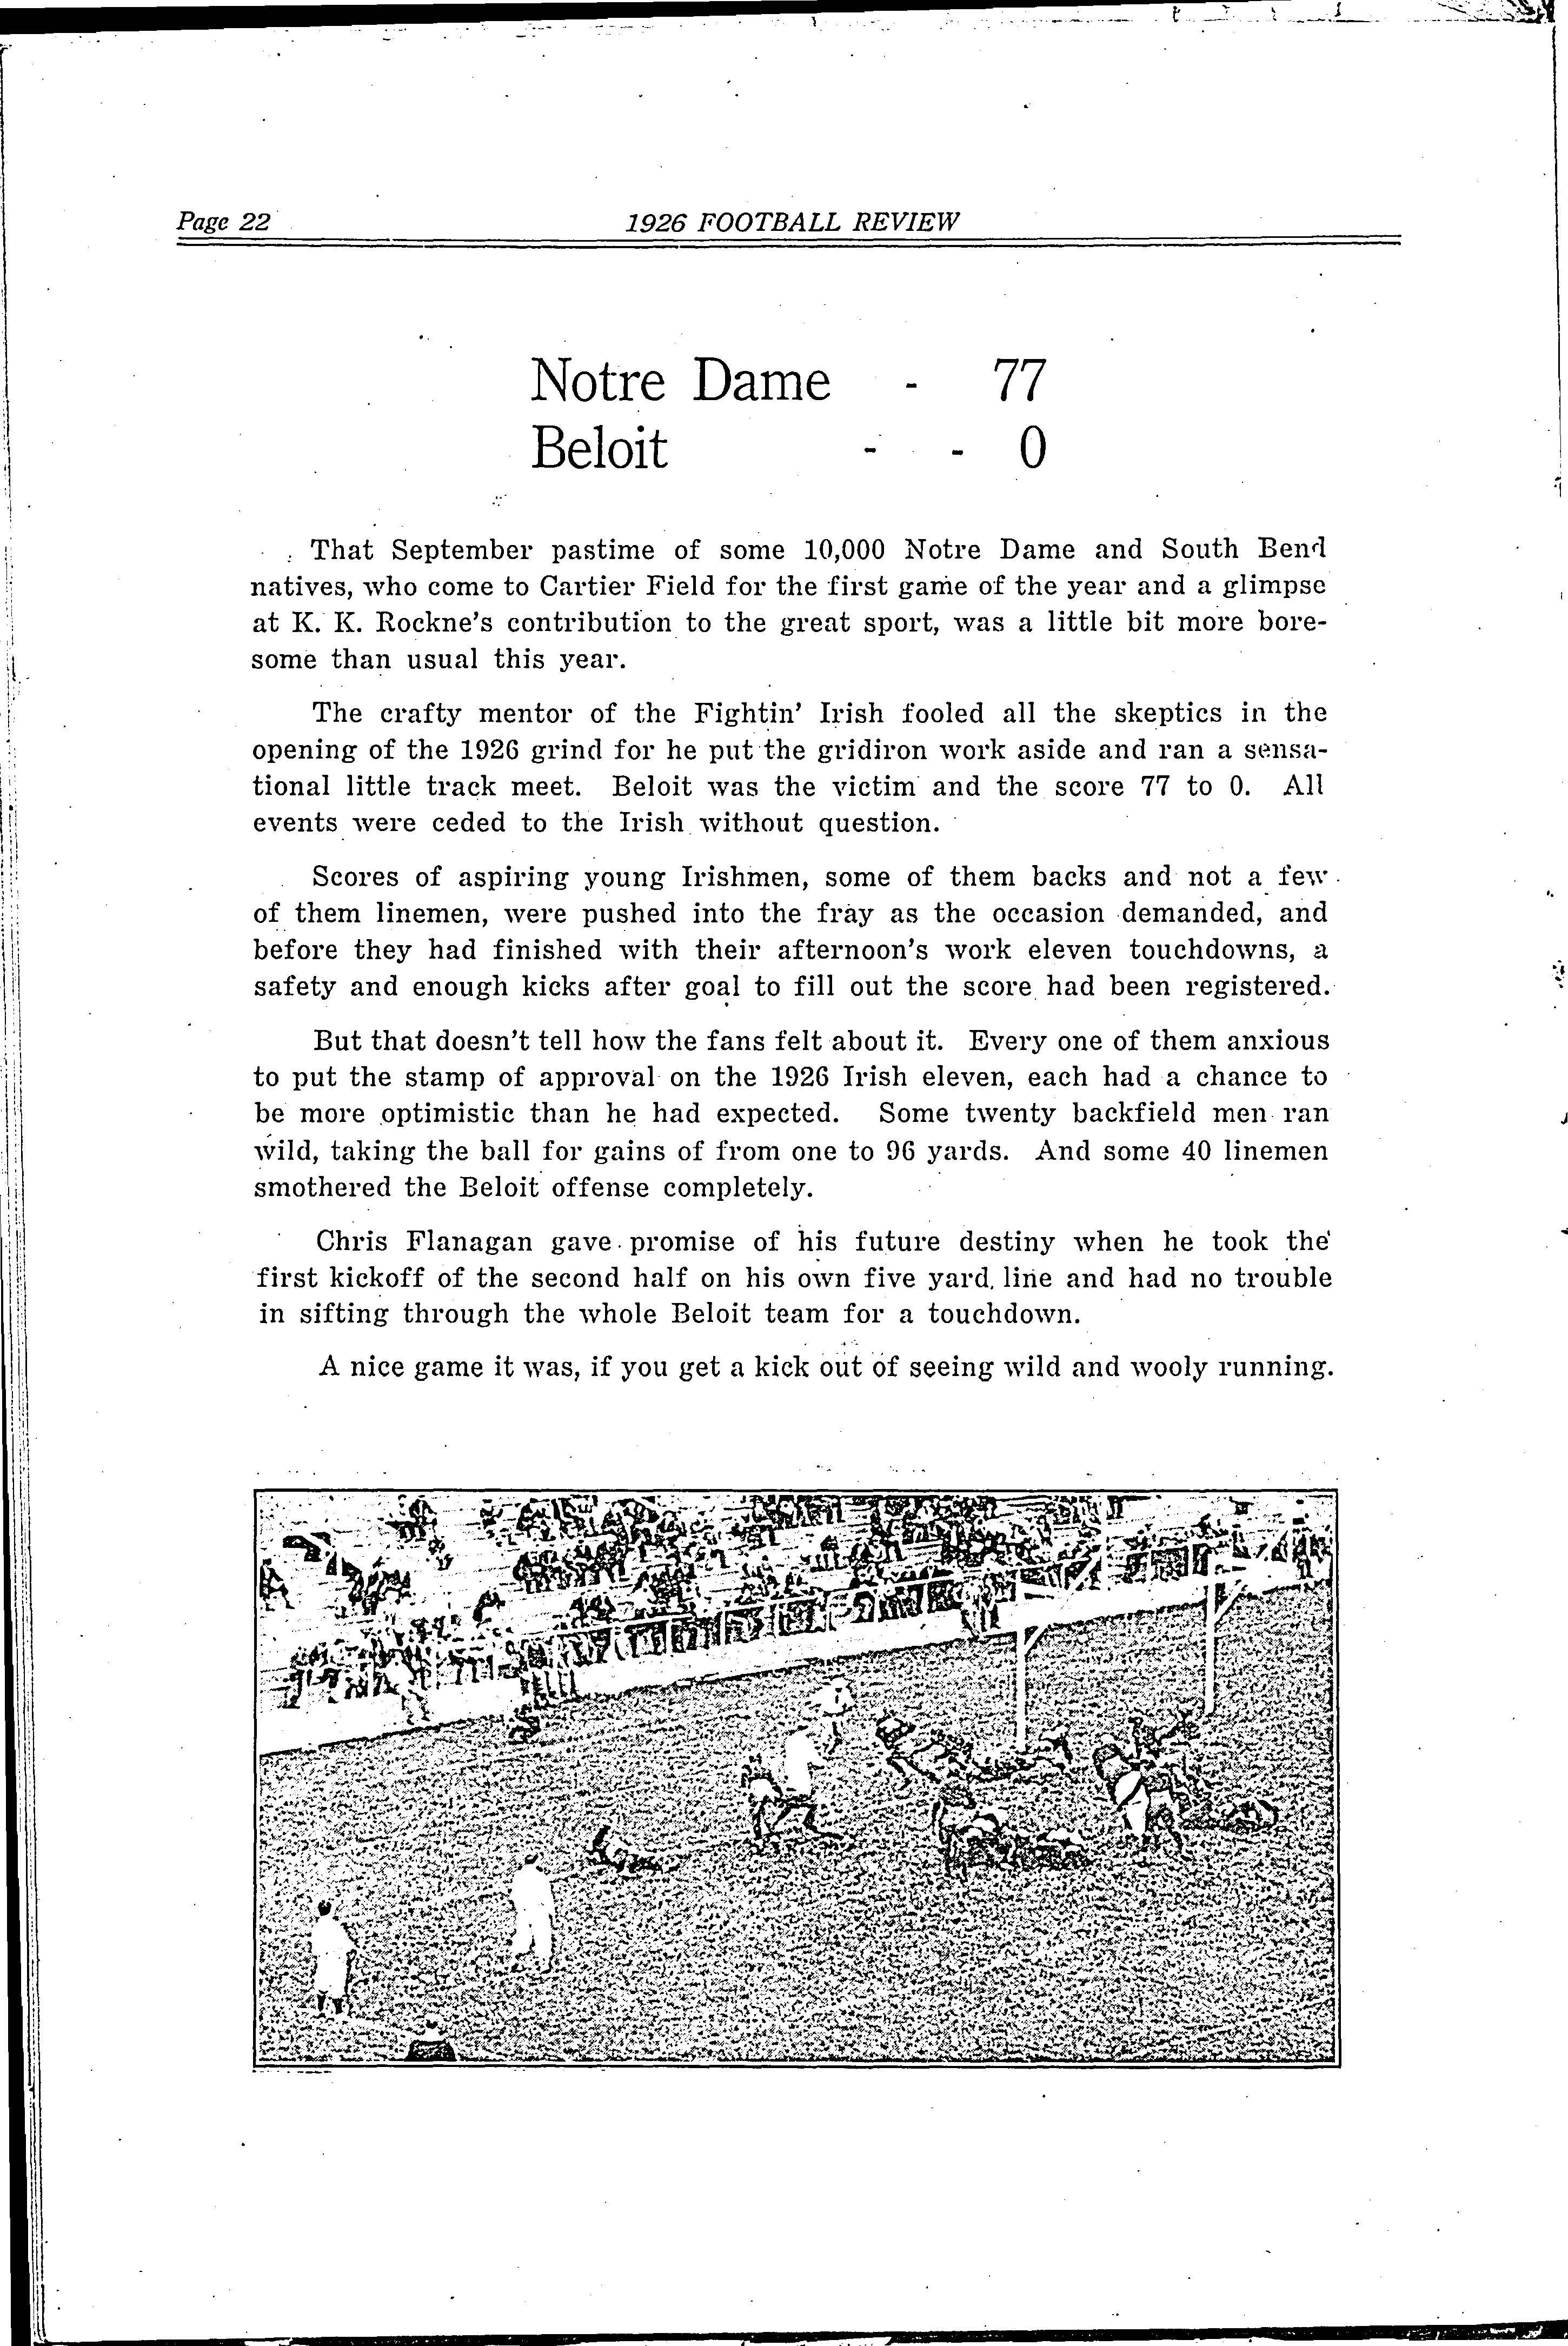 Page 22 1926 FOOTBALL REVIEW
Notre Dame - 77
Beloit - - 0
That September pastime of some 10,000 Notre Dame and South Bend
natives, who come to Cartier Field for the first game of the year and a glimpse
at K. K. Rockne's contribution to the great sport, was a little bit more bore-
some than usual this year.
The crafty mentor of the Fightin' Irish fooled all the skeptics in the
opening of the 1926 grind for he put the gridiron work aside and ran a sensa-
tional little track meet. Beloit was the victim and the score 77 to 0. All
events were ceded to the Irish without question.
Scores of aspiring young Irishmen, some of them backs and not a few
of them linemen, were pushed into the fray as the occasion demanded, and
before they had finished with their afternoon's work eleven touchdowns, a
safety and enough kicks after goal to fill out the score had been registered.
But that doesn't tell how the fans felt about it. Every one of them anxious
to put the stamp of approval on the 1926 Irish eleven, each had a chance to
be more optimistic than he had expected. Some twenty backfield men ran
wild, taking the ball for gains of from one to 96 yards. And some 40 linemen
smothered the Beloit offense completely.
Chris Flanagan gave promise of his future destiny when he took the
first kickoff of the second half on his own five yard line and had no trouble
in sifting through the whole Beloit team for a touchdown.
A nice game it was, if you get a kick out of seeing wild and wooly running.